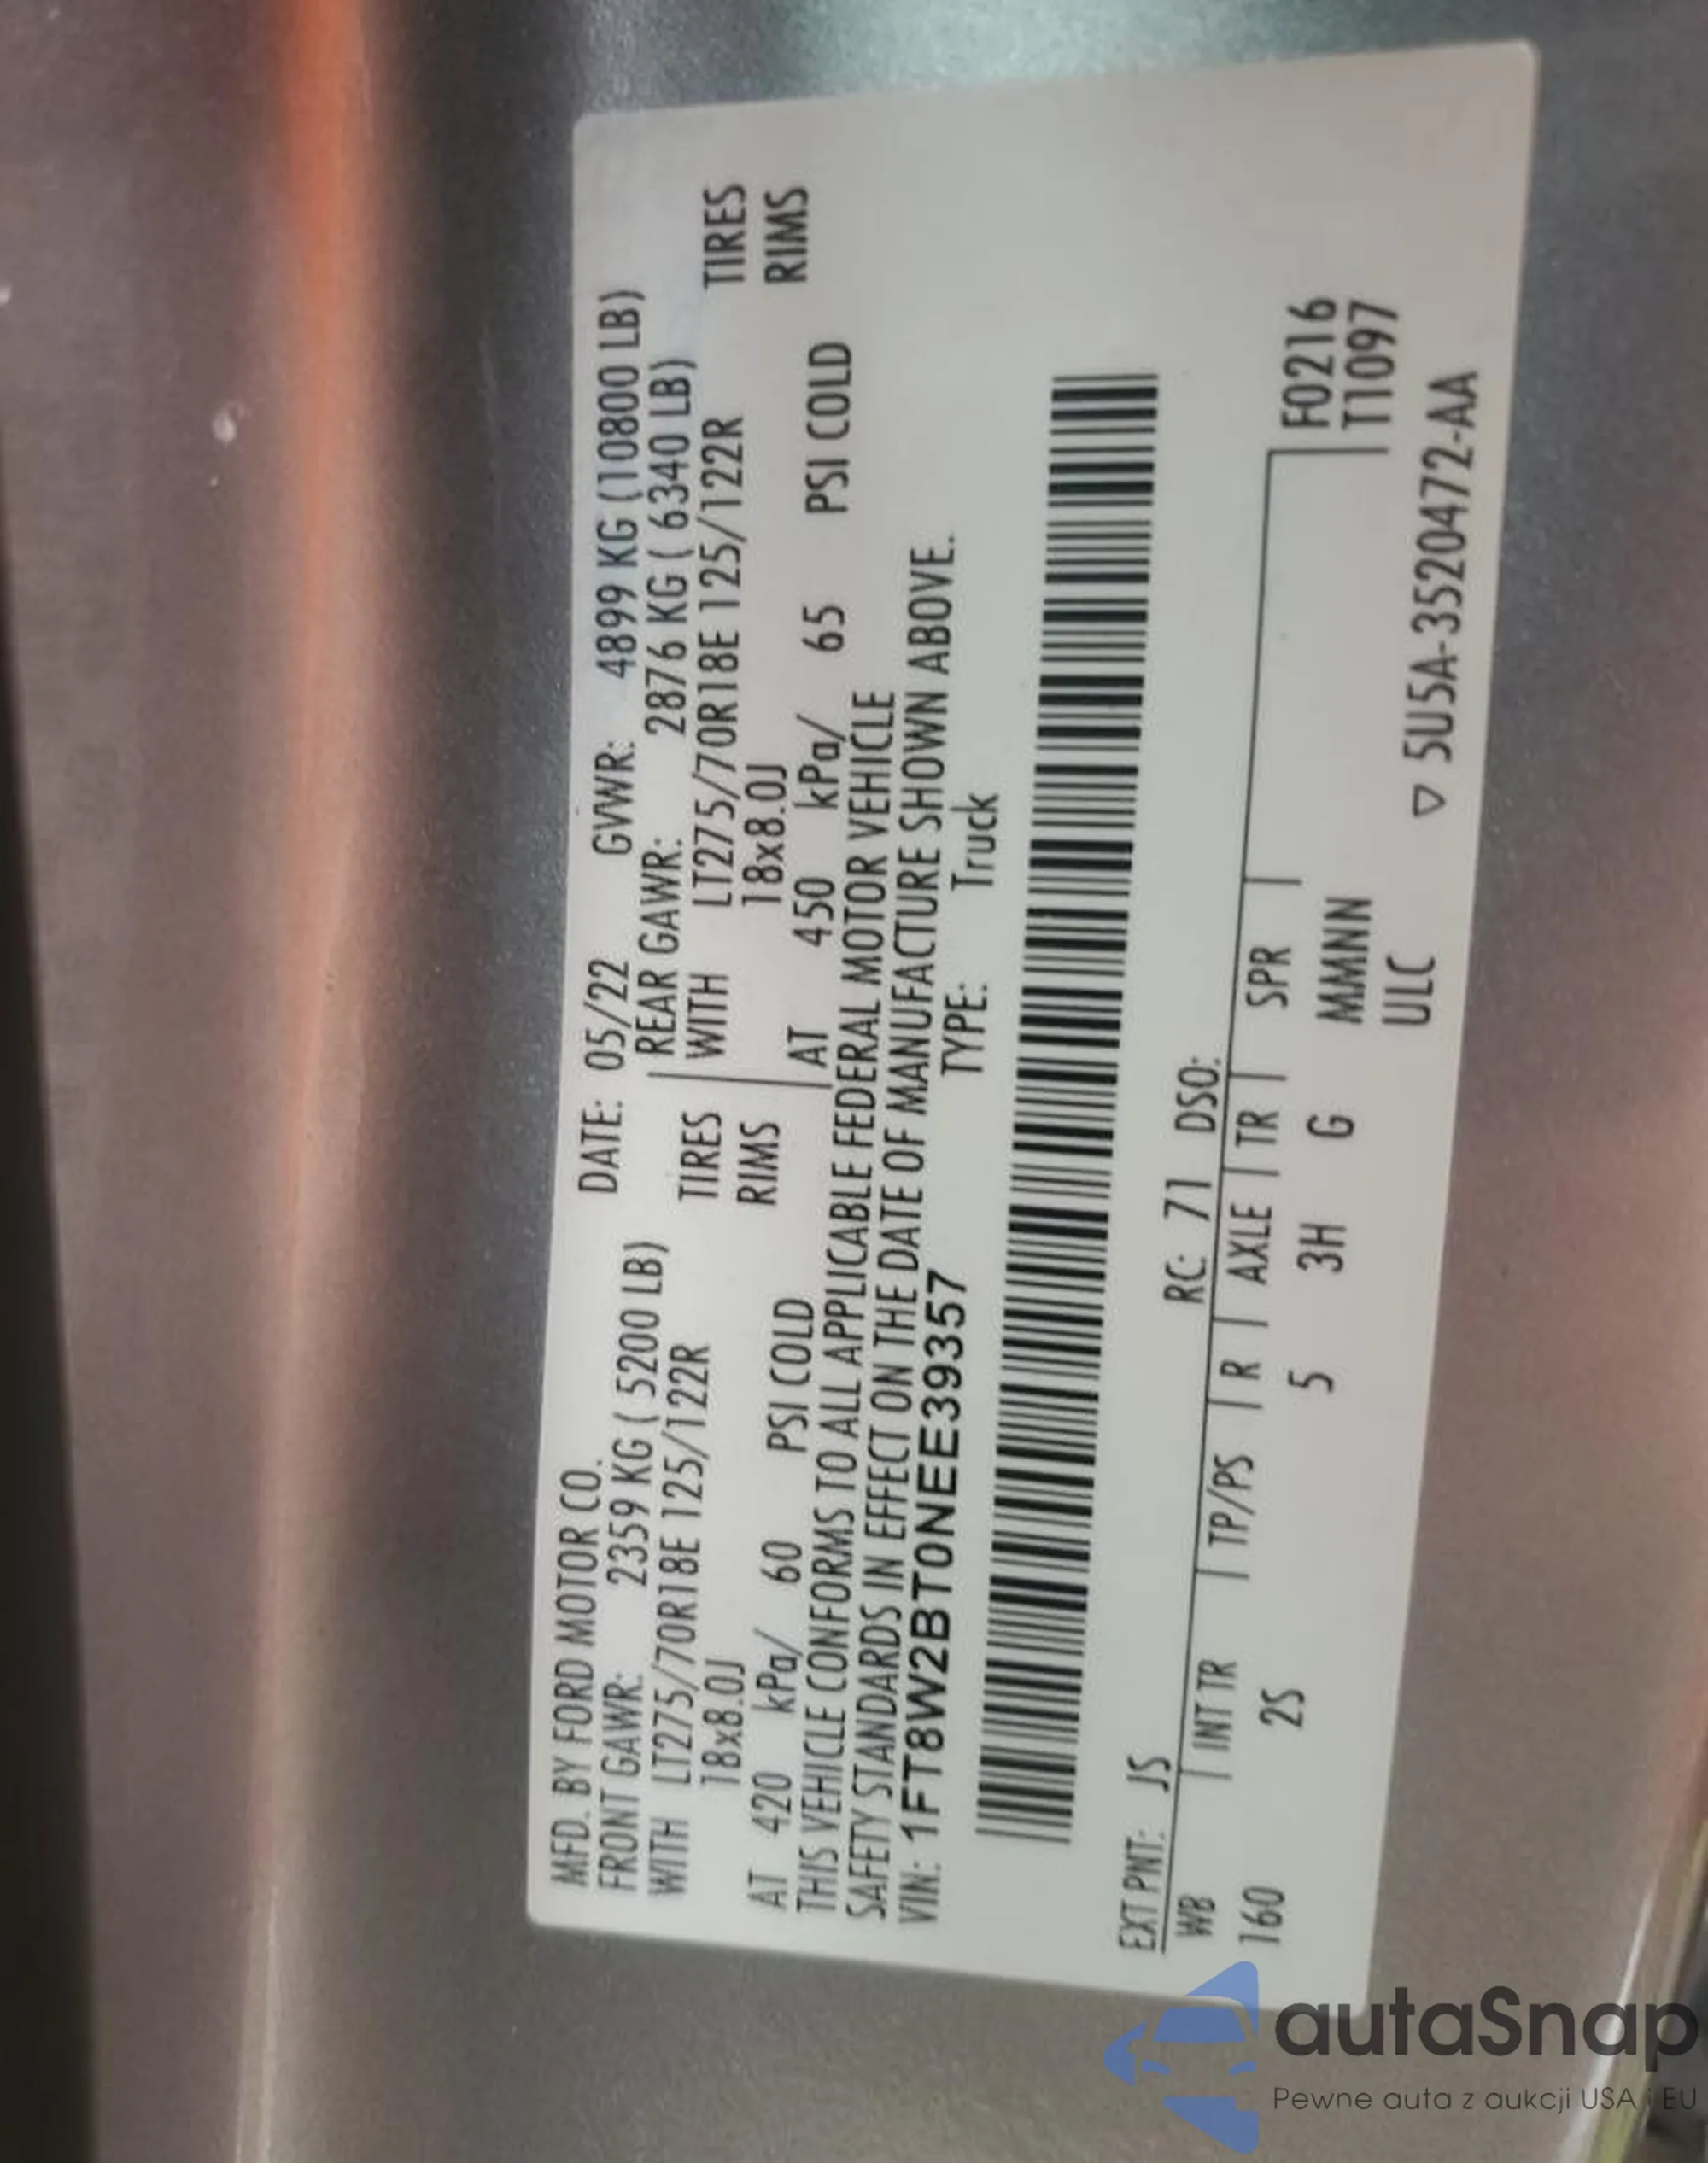 MFD. BY FORD MOTOR CO. DATE: 05/22 GVWR: 4899 KG (10800 LB)
FRONT GAWR: 2359 KG ( 5200 LB) REAR GAWR: 2876 KG ( 6340 LB)
WITH LT275/70R18E 125/122R TIRES WITH LT275/70R18E 125/122R TIRES
18x8.0J RIMS 18x8.0J RIMS
AT 420 kPa/ 60 PSI COLD AT 450 kPa/ 65 PSI COLD
THIS VEHICLE CONFORMS TO ALL APPLICABLE FEDERAL MOTOR VEHICLE
SAFETY STANDARDS IN EFFECT ON THE DATE OF MANUFACTURE SHOWN ABOVE.
VIN: 1FT8W2BT0NEE39357 TYPE: Truck
EXT PNT: JS RC: 71 DSO:
WB INT TR TP/PS R AXLE TR SPR F0216
160 2S 5 3H G MMNN T1097
ULC ▽ 5U5A-3520472-AA
autaSnap
Pewne auta z aukcji USA i EU